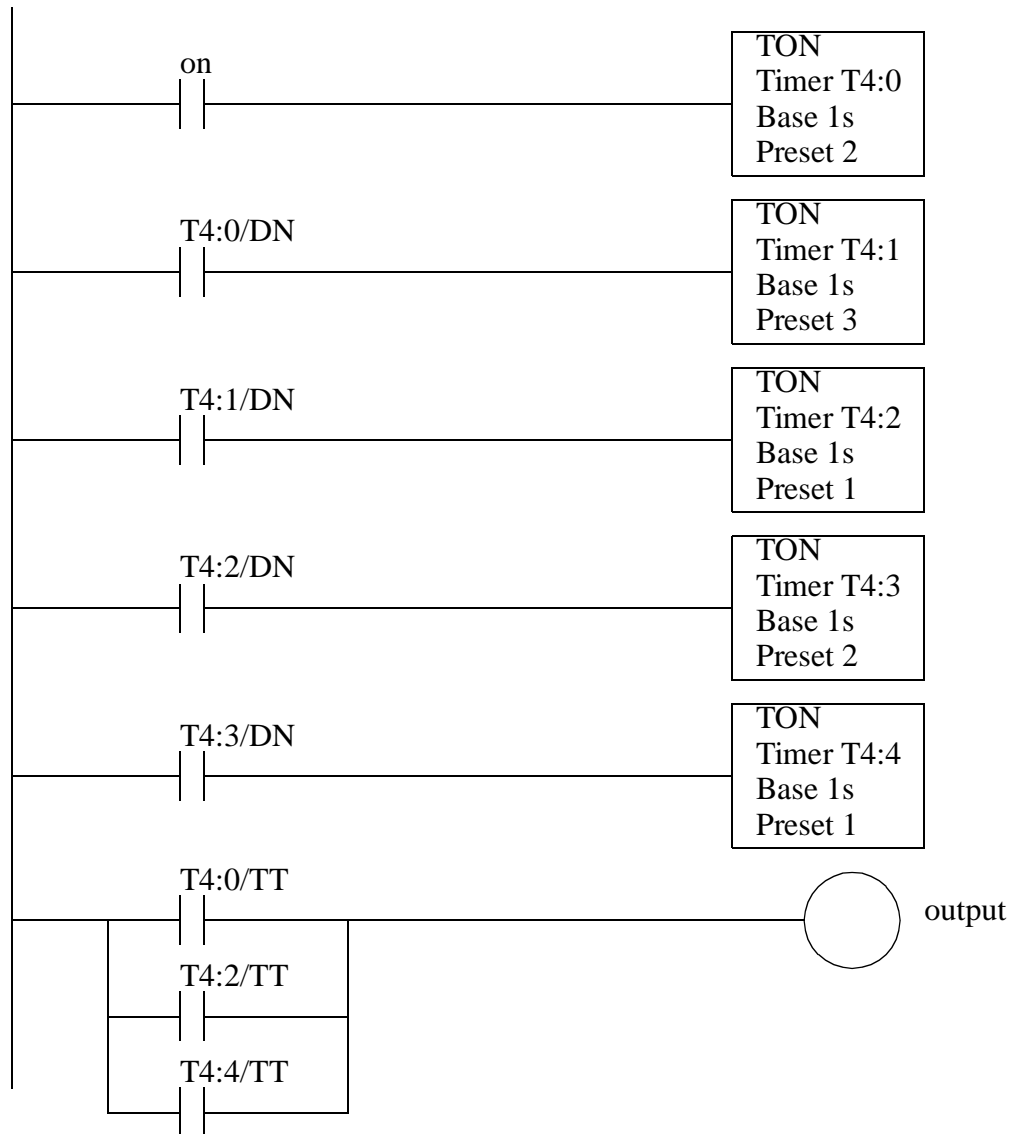 on
TON
Timer T4:0
Base 1s
Preset 2
T4:0/DN
TON
Timer T4:1
Base 1s
Preset 3
T4:1/DN
TON
Timer T4:2
Base 1s
Preset 1
T4:2/DN
TON
Timer T4:3
Base 1s
Preset 2
T4:3/DN
TON
Timer T4:4
Base 1s
Preset 1
T4:0/TT
output
T4:2/TT
T4:4/TT